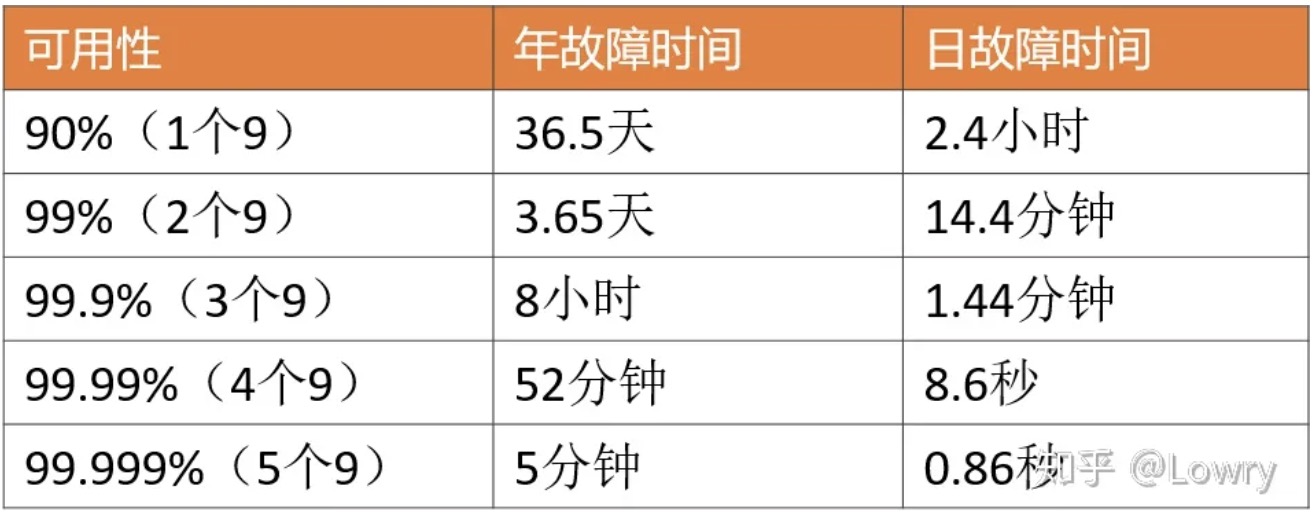 可用性 年故障时间 日故障时间
90%（1个9） 36.5天 2.4小时
99%（2个9） 3.65天 14.4分钟
99.9%（3个9） 8小时 1.44分钟
99.99%（4个9） 52分钟 8.6秒
99.999%（5个9） 5分钟 0.86秒
知乎 @Lowry